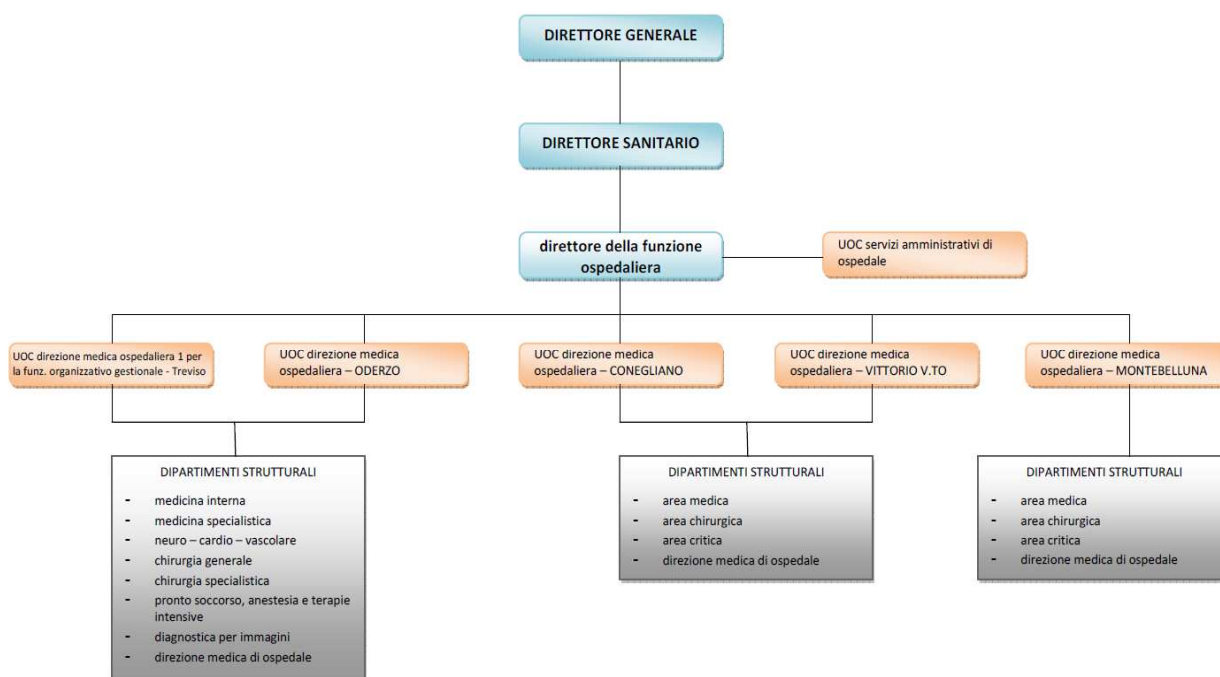 DIRETTORE GENERALE
DIRETTORE SANITARIO
direttore della funzione
ospedaliera
UOC servizi amministrativi di
ospedale
UOC direzione medica ospedaliera 1 per
la funz. organizzativo gestionale - Treviso
UOC direzione medica
ospedaliera – ODERZO
UOC direzione medica
ospedaliera – CONEGLIANO
UOC direzione medica
ospedaliera – VITTORIO V.TO
UOC direzione medica
ospedaliera – MONTEBELLUNA
DIPARTIMENTI STRUTTURALI
- medicina interna
- medicina specialistica
- neuro – cardio – vascolare
- chirurgia generale
- chirurgia specialistica
- pronto soccorso, anestesia e terapie
intensive
- diagnostica per immagini
- direzione medica di ospedale
DIPARTIMENTI STRUTTURALI
- area medica
- area chirurgica
- area critica
- direzione medica di ospedale
DIPARTIMENTI STRUTTURALI
- area medica
- area chirurgica
- area critica
- direzione medica di ospedale